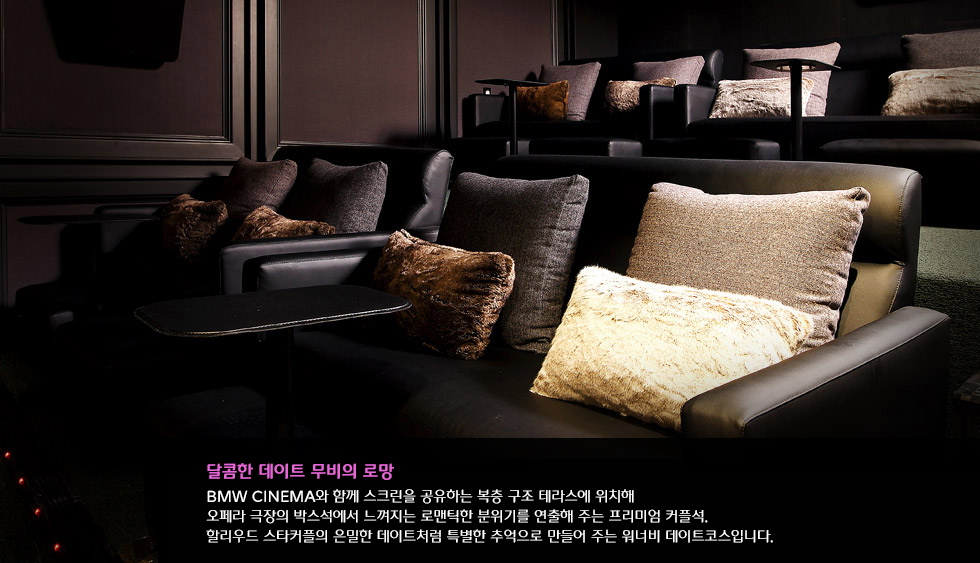 달콤한 데이트 무비의 로망
BMW CINEMA와 함께 스크린을 공유하는 복층 구조 테라스에 위치해
오페라 극장의 박스석에서 느껴지는 로맨틱한 분위기를 연출해 주는 프리미엄 커플석.
할리우드 스타커플의 은밀한 데이트처럼 특별한 추억으로 만들어 주는 워너비 데이트코스입니다.